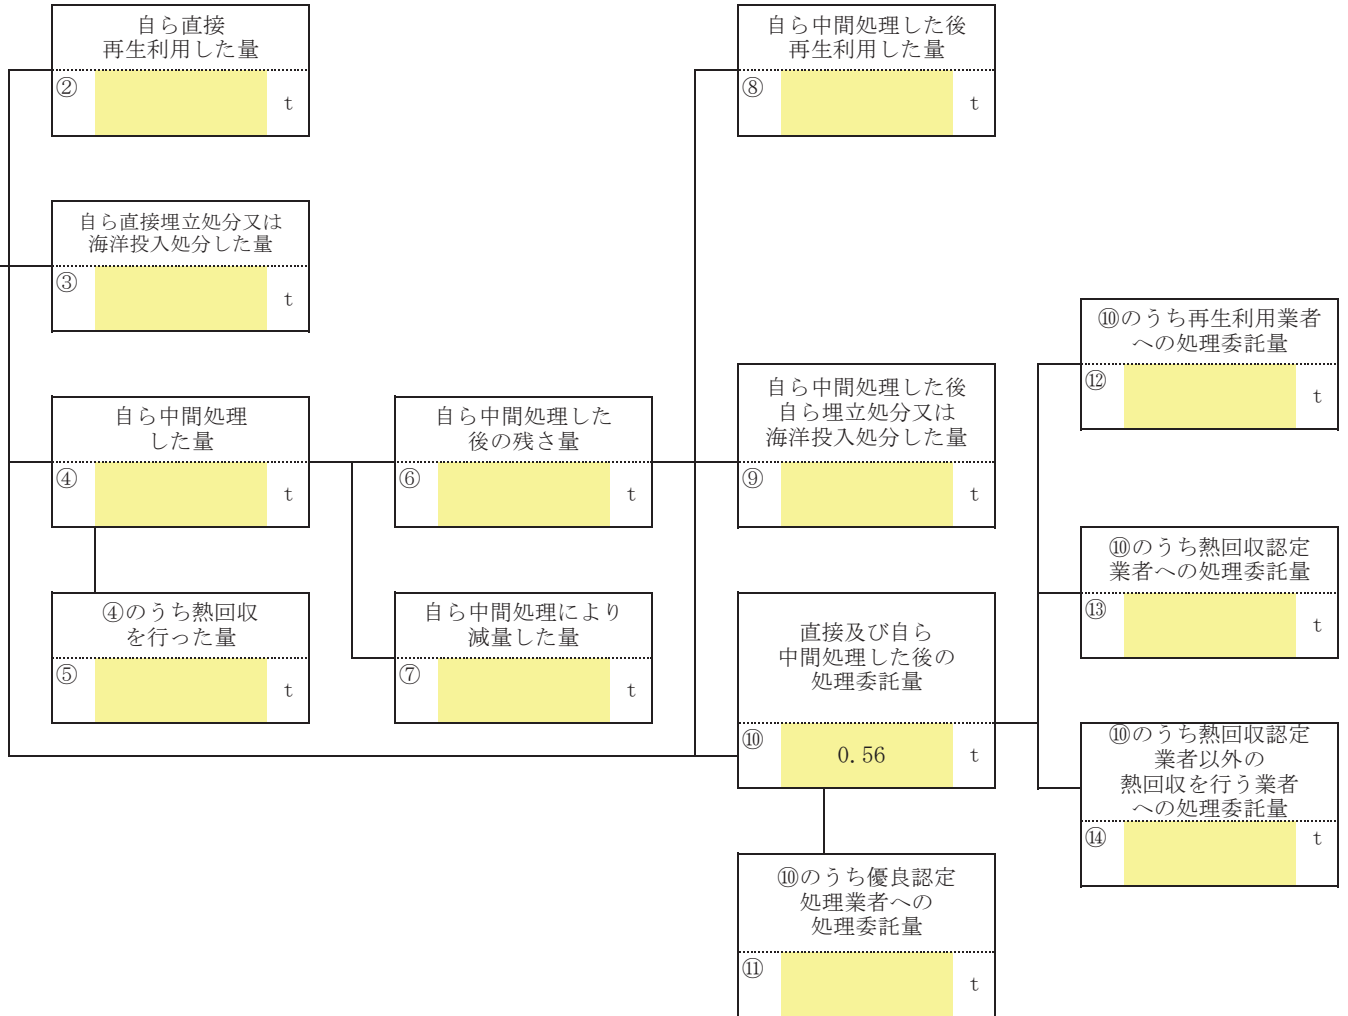 自ら直接
再生利用した量
②
t
自ら中間処理した後
再生利用した量
⑧
t
自ら直接埋立処分又は
海洋投入処分した量
③
t
⑩のうち再生利用業者
への処理委託量
⑫
t
自ら中間処理
した量
④
t
自ら中間処理した
後の残さ量
⑥
t
自ら中間処理した後
自ら埋立処分又は
海洋投入処分した量
⑨
t
⑩のうち熱回収認定
業者への処理委託量
⑬
t
④のうち熱回収
を行った量
⑤
t
自ら中間処理により
減量した量
⑦
t
直接及び自ら
中間処理した後の
処理委託量
⑩
0.56
t
⑩のうち熱回収認定
業者以外の
熱回収を行う業者
への処理委託量
⑭
t
⑩のうち優良認定
処理業者への
処理委託量
⑪
t